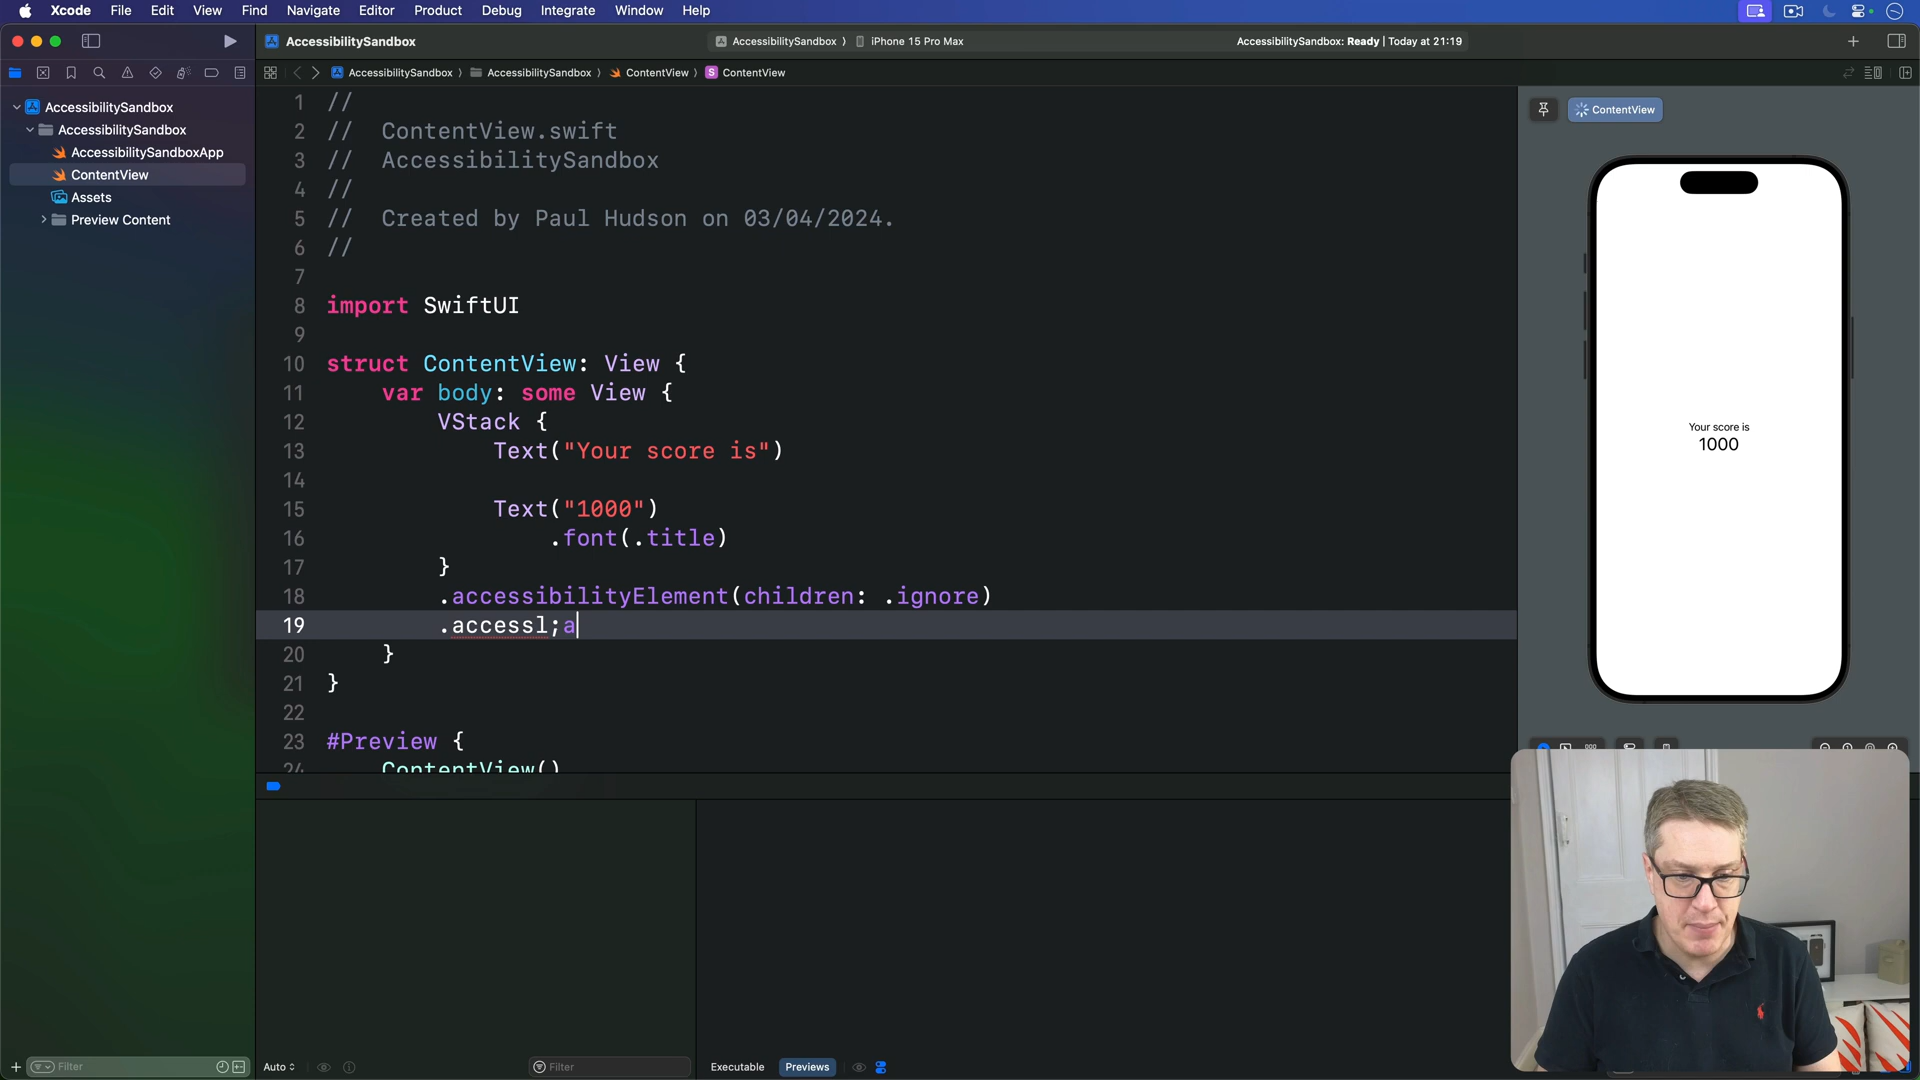 Xcode File Edit View Find Navigate Editor Product Debug Integrate Window Help
AccessibilitySandbox
AccessibilitySandbox 〉 iPhone 15 Pro Max
AccessibilitySandbox: Ready | Today at 21:19
AccessibilitySandbox 〉 AccessibilitySandbox 〉 ContentView 〉 S ContentView
AccessibilitySandbox
AccessibilitySandbox
AccessibilitySandboxApp
ContentView
Assets
Preview Content
1 //
2 //  ContentView.swift
3 //  AccessibilitySandbox
4 //
5 //  Created by Paul Hudson on 03/04/2024.
6 //
7
8 import SwiftUI
9
10 struct ContentView: View {
11     var body: some View {
12         VStack {
13             Text("Your score is")
14
15             Text("1000")
16                 .font(.title)
17         }
18         .accessibilityElement(children: .ignore)
19         .accessl;a
20     }
21 }
22
23 #Preview {
24     ContentView()
ContentView
Your score is
1000
Filter
Auto
Filter
Executable Previews